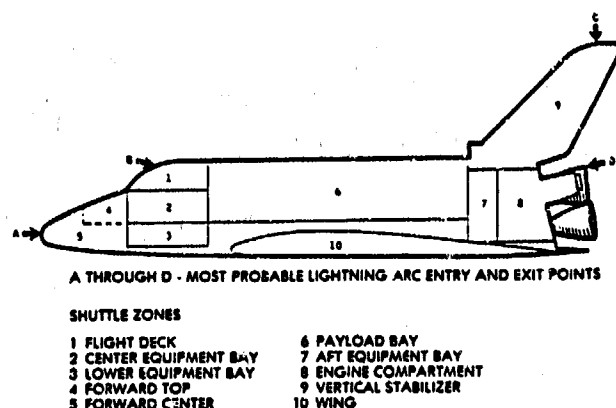 C
9
B
D
1
4
2
6
7
8
A
5
3
10
A THROUGH D - MOST PROBABLE LIGHTNING ARC ENTRY AND EXIT POINTS
SHUTTLE ZONES
1 FLIGHT DECK
2 CENTER EQUIPMENT BAY
3 LOWER EQUIPMENT BAY
4 FORWARD TOP
5 FORWARD CENTER
6 PAYLOAD BAY
7 AFT EQUIPMENT BAY
8 ENGINE COMPARTMENT
9 VERTICAL STABILIZER
10 WING